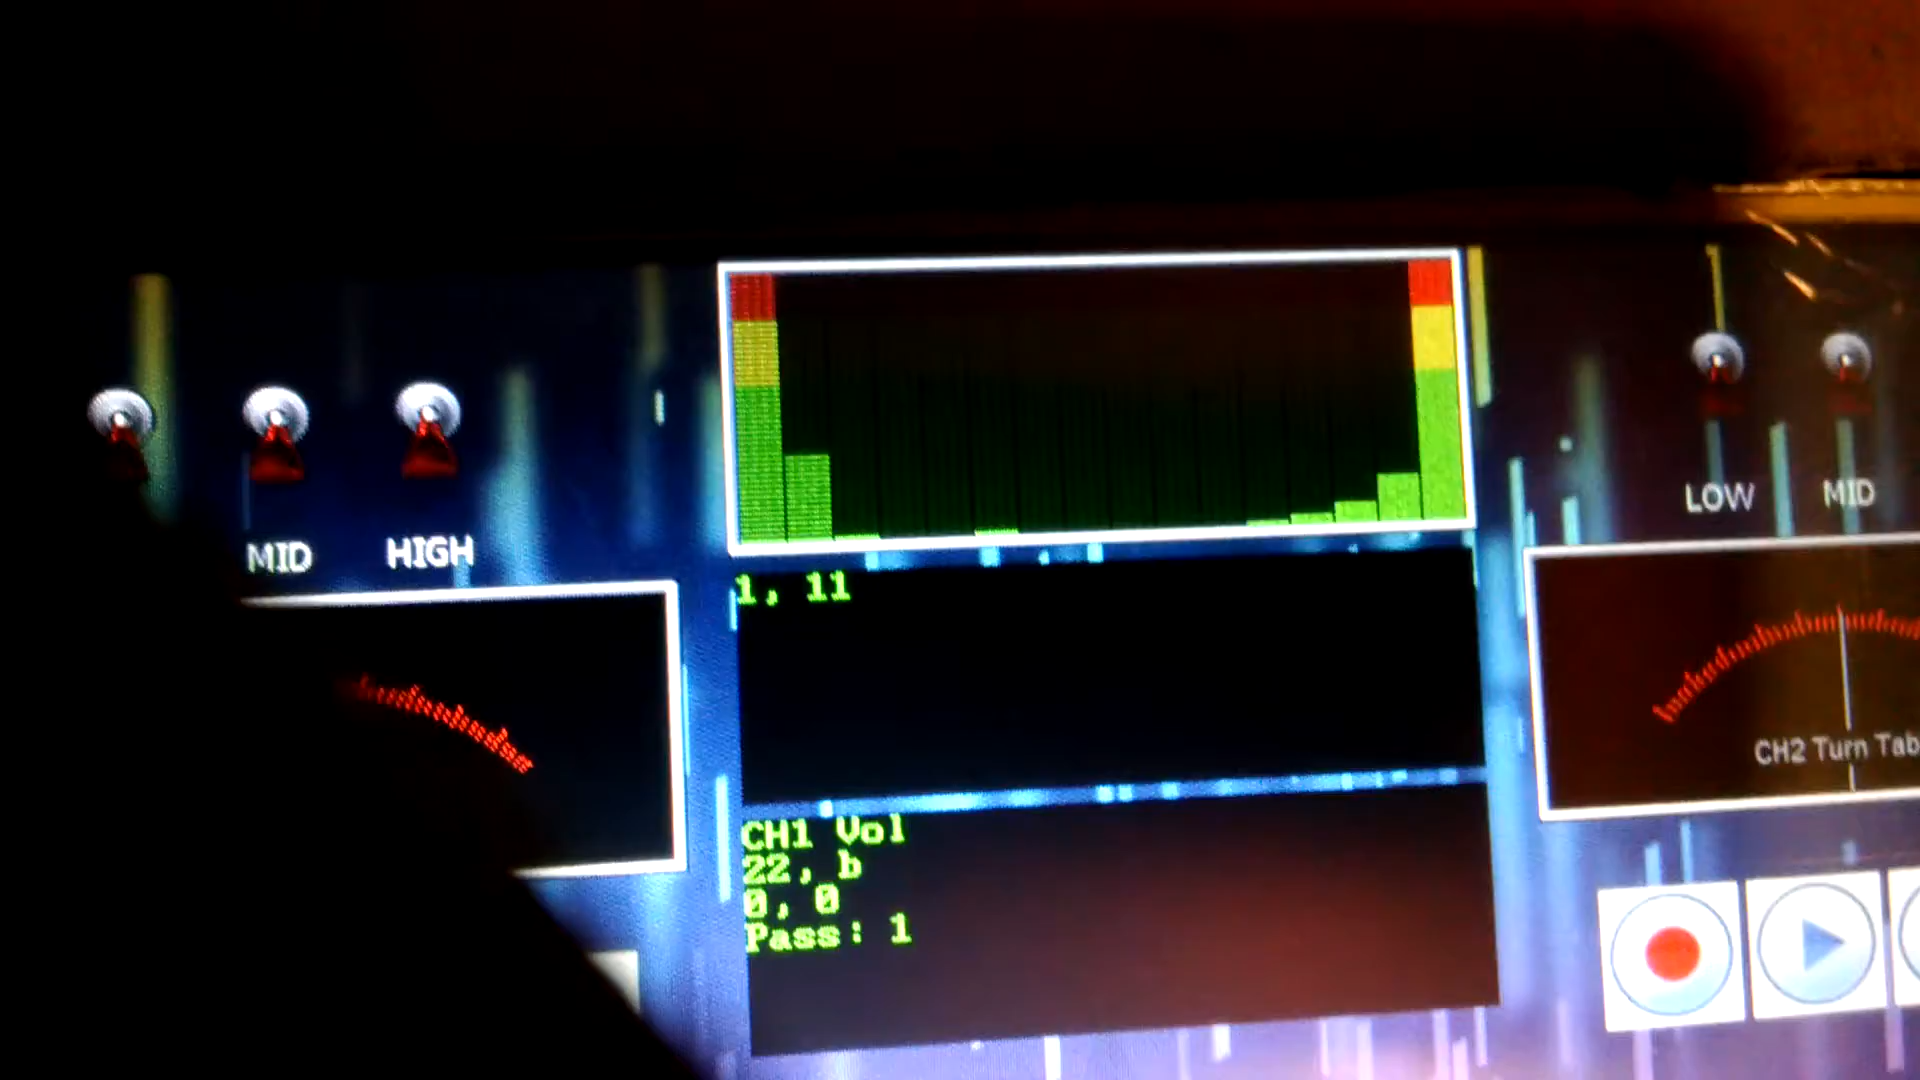 MID
HIGH
LOW
MID
1, 11
CH2 Turn Tab
CH1 Vol
22, b
0, 0
Pass: 1